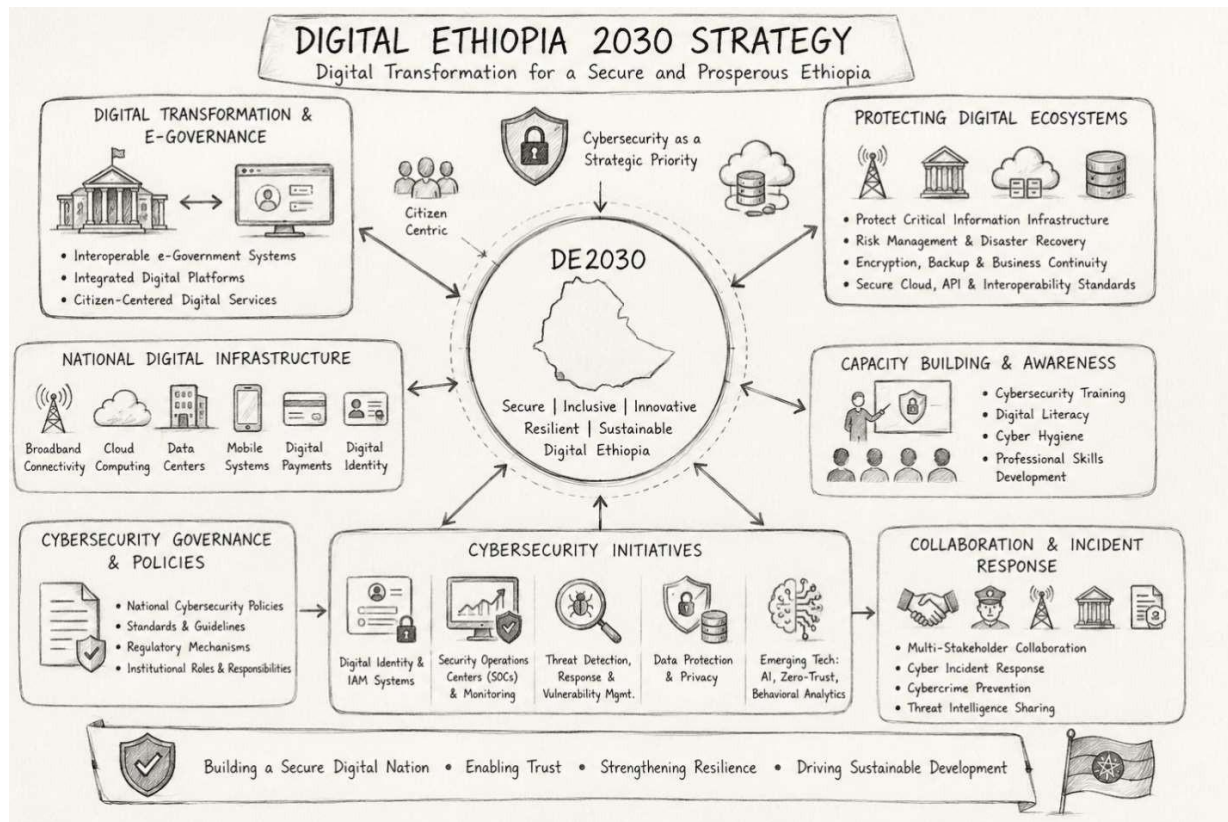 DIGITAL ETHIOPIA 2030 STRATEGY
Digital Transformation for a Secure and Prosperous Ethiopia
DIGITAL TRANSFORMATION &
E-GOVERNANCE
• Interoperable e-Government Systems
• Integrated Digital Platforms
• Citizen-Centered Digital Services
Citizen
Centric
Cybersecurity as a
Strategic Priority
PROTECTING DIGITAL ECOSYSTEMS
• Protect Critical Information Infrastructure
• Risk Management & Disaster Recovery
• Encryption, Backup & Business Continuity
• Secure Cloud, API & Interoperability Standards
DE2030
Secure | Inclusive | Innovative
Resilient | Sustainable
Digital Ethiopia
NATIONAL DIGITAL INFRASTRUCTURE
Broadband
Connectivity
Cloud
Computing
Data
Centers
Mobile
Systems
Digital
Payments
Digital
Identity
CAPACITY BUILDING & AWARENESS
• Cybersecurity Training
• Digital Literacy
• Cyber Hygiene
• Professional Skills
Development
CYBERSECURITY GOVERNANCE
& POLICIES
• National Cybersecurity Policies
• Standards & Guidelines
• Regulatory Mechanisms
• Institutional Roles & Responsibilities
CYBERSECURITY INITIATIVES
Digital Identity &
IAM Systems
Security Operations
Centers (SOCs)
& Monitoring
Threat Detection,
Response &
Vulnerability Mgmt.
Data Protection
& Privacy
Emerging Tech:
AI, Zero-Trust,
Behavioral Analytics
COLLABORATION & INCIDENT
RESPONSE
• Multi-Stakeholder Collaboration
• Cyber Incident Response
• Cybercrime Prevention
• Threat Intelligence Sharing
Building a Secure Digital Nation • Enabling Trust • Strengthening Resilience • Driving Sustainable Development